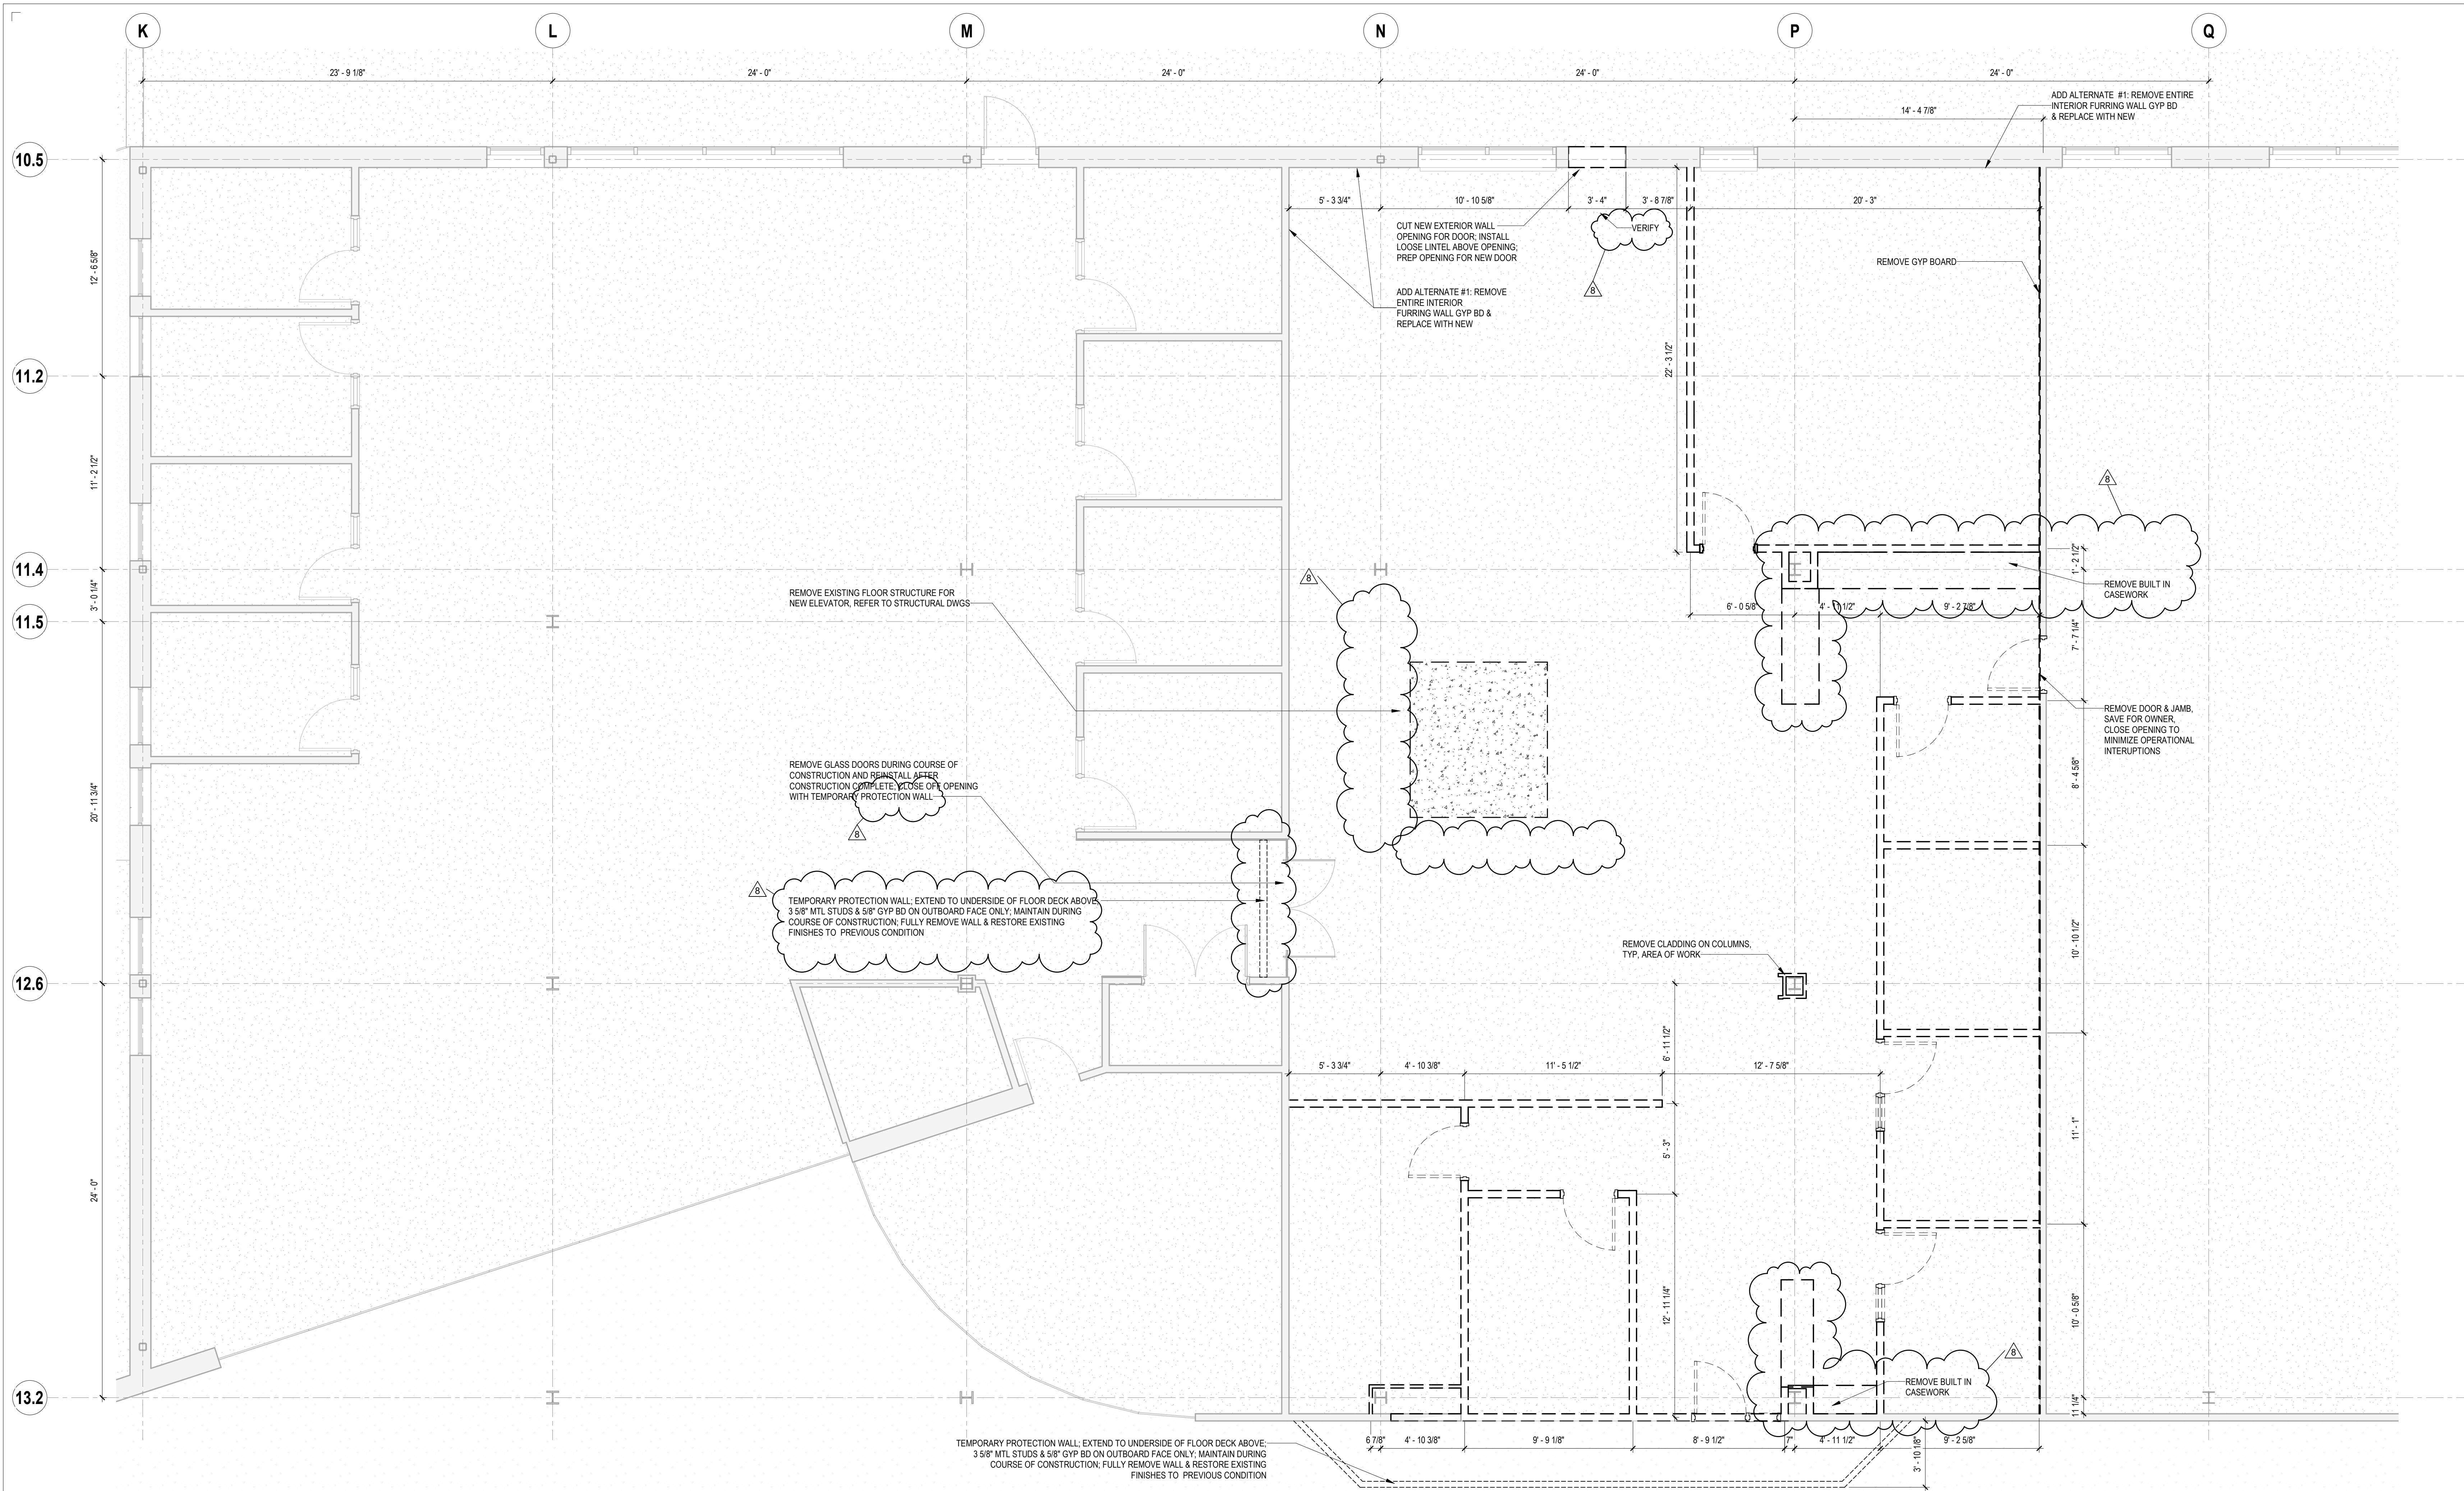 K
L
M
N
P
Q
23' - 9 1/8"
24' - 0"
24' - 0"
24' - 0"
24' - 0"
14' - 4 7/8"
ADD ALTERNATE #1: REMOVE ENTIRE
INTERIOR FURRING WALL GYP BD
& REPLACE WITH NEW
10.5
5' - 3 3/4"
10' - 10 5/8"
3' - 4"
3' - 8 7/8"
20' - 3"
CUT NEW EXTERIOR WALL
OPENING FOR DOOR; INSTALL
LOOSE LINTEL ABOVE OPENING;
PREP OPENING FOR NEW DOOR
VERIFY
8
REMOVE GYP BOARD
12' - 6 5/8"
ADD ALTERNATE #1: REMOVE
ENTIRE INTERIOR
FURRING WALL GYP BD &
REPLACE WITH NEW
22' - 3 1/2"
11.2
11' - 2 1/2"
8
11.4
1' - 2 1/2"
REMOVE BUILT IN
CASEWORK
8
3' - 0 1/4"
REMOVE EXISTING FLOOR STRUCTURE FOR
NEW ELEVATOR, REFER TO STRUCTURAL DWGS
6' - 0 5/8"
4' - 11 1/2"
9' - 2 7/8"
11.5
7' - 7 1/4"
REMOVE DOOR & JAMB,
SAVE FOR OWNER,
CLOSE OPENING TO
MINIMIZE OPERATIONAL
INTERUPTIONS
REMOVE GLASS DOORS DURING COURSE OF
CONSTRUCTION AND REINSTALL AFTER
CONSTRUCTION COMPLETE; CLOSE OFF OPENING
WITH TEMPORARY PROTECTION WALL
8
20' - 11 3/4"
8' - 4 5/8"
8
TEMPORARY PROTECTION WALL; EXTEND TO UNDERSIDE OF FLOOR DECK ABOVE;
3 5/8" MTL STUDS & 5/8" GYP BD ON OUTBOARD FACE ONLY; MAINTAIN DURING
COURSE OF CONSTRUCTION; FULLY REMOVE WALL & RESTORE EXISTING
FINISHES TO PREVIOUS CONDITION
10' - 10 1/2"
REMOVE CLADDING ON COLUMNS,
TYP, AREA OF WORK
12.6
6' - 11 1/2"
5' - 3 3/4"
4' - 10 3/8"
11' - 5 1/2"
12' - 7 5/8"
11' - 1"
5' - 3"
24' - 0"
12' - 11 1/4"
10' - 0 5/8"
8
REMOVE BUILT IN
CASEWORK
13.2
11 1/4"
TEMPORARY PROTECTION WALL; EXTEND TO UNDERSIDE OF FLOOR DECK ABOVE;
3 5/8" MTL STUDS & 5/8" GYP BD ON OUTBOARD FACE ONLY; MAINTAIN DURING
COURSE OF CONSTRUCTION; FULLY REMOVE WALL & RESTORE EXISTING
FINISHES TO PREVIOUS CONDITION
6 7/8"
4' - 10 3/8"
9' - 9 1/8"
8' - 9 1/2"
7"
4' - 11 1/2"
9' - 2 5/8"
3' - 10 1/8"